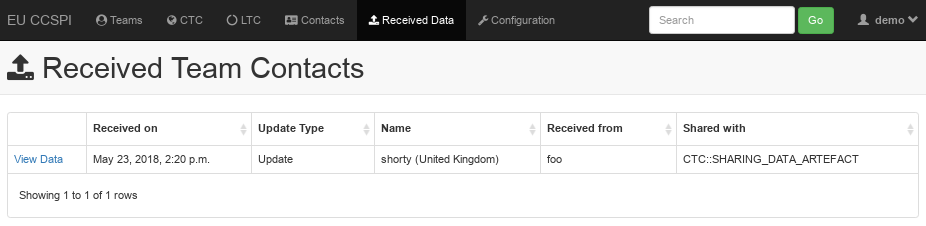 EU CCSPI Teams CTC LTC Contacts Received Data Configuration Search Go demo
Received Team Contacts
Received on Update Type Name Received from Shared with
View Data May 23, 2018, 2:20 p.m. Update shorty (United Kingdom) foo CTC::SHARING_DATA_ARTEFACT
Showing 1 to 1 of 1 rows